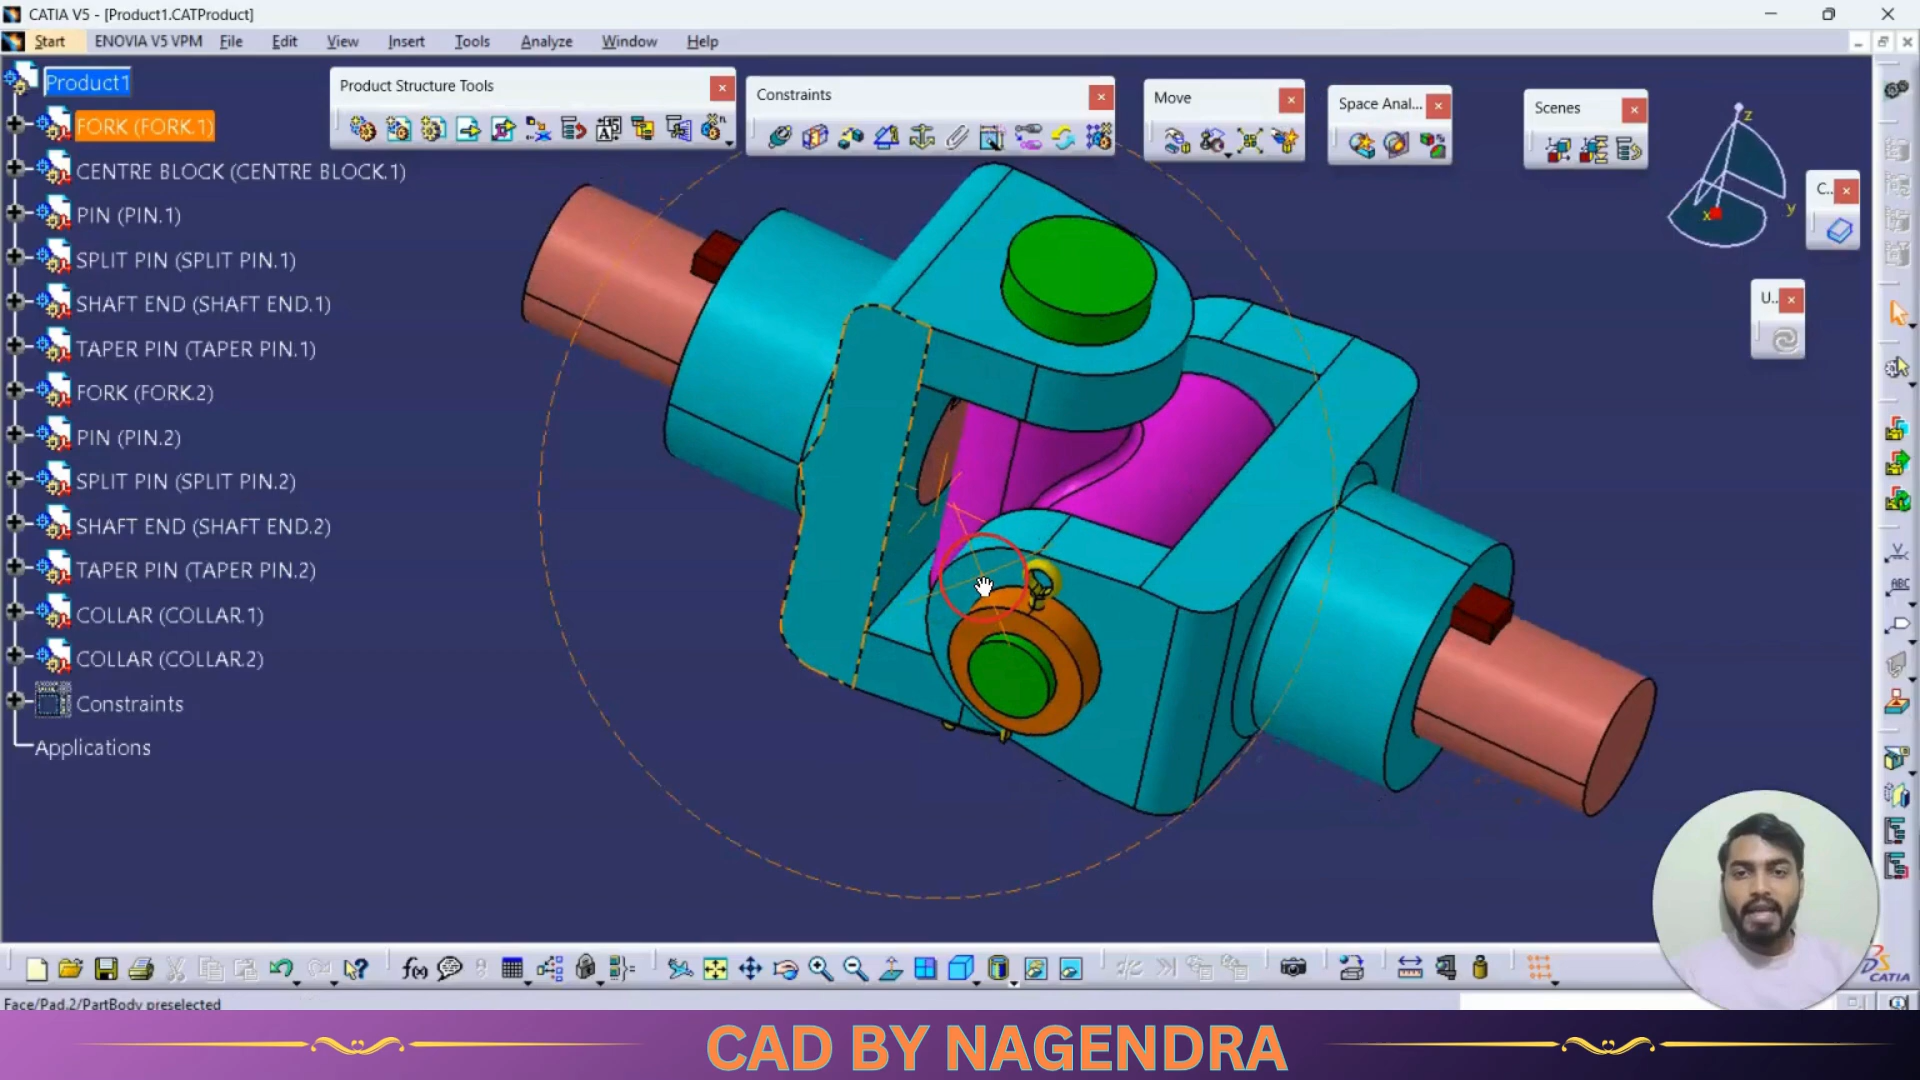 CATIA V5 - [Product1.CATProduct]
Start ENOVIA V5 VPM File Edit View Insert Tools Analyze Window Help
Product1
FORK (FORK.1)
CENTRE BLOCK (CENTRE BLOCK.1)
PIN (PIN.1)
SPLIT PIN (SPLIT PIN.1)
SHAFT END (SHAFT END.1)
TAPER PIN (TAPER PIN.1)
FORK (FORK.2)
PIN (PIN.2)
SPLIT PIN (SPLIT PIN.2)
SHAFT END (SHAFT END.2)
TAPER PIN (TAPER PIN.2)
COLLAR (COLLAR.1)
COLLAR (COLLAR.2)
Constraints
Applications
Product Structure Tools
Constraints
Move
Space Anal...
Scenes
C..
U..
z
y
x
ABC
f(x)
CATIA
Face/Pad.2/PartBody preselected
CAD BY NAGENDRA